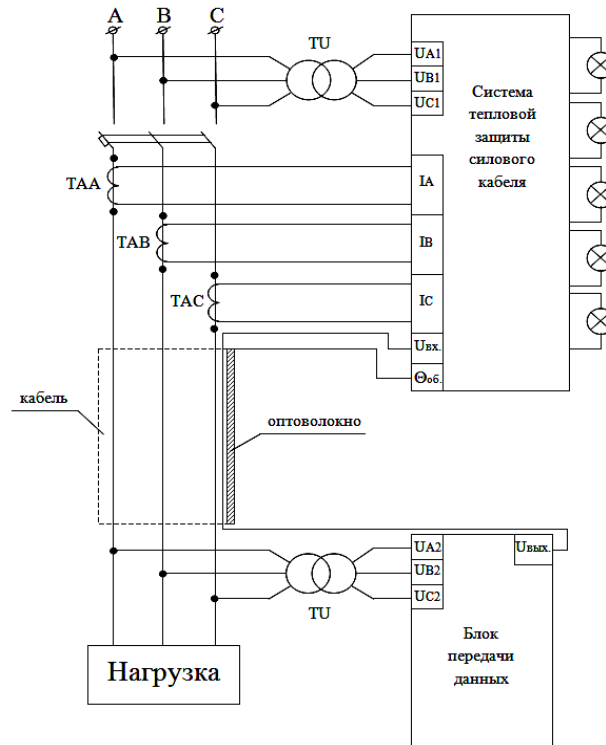 A
B
C
TU
UA1
UB1
UC1
Система
тепловой
защиты
силового
кабеля
TAA
IA
TAB
IB
TAC
IC
Uвх.
Θоб.
кабель
оптоволокно
UA2
UB2
UC2
Uвых.
TU
Блок
передачи
данных
Нагрузка